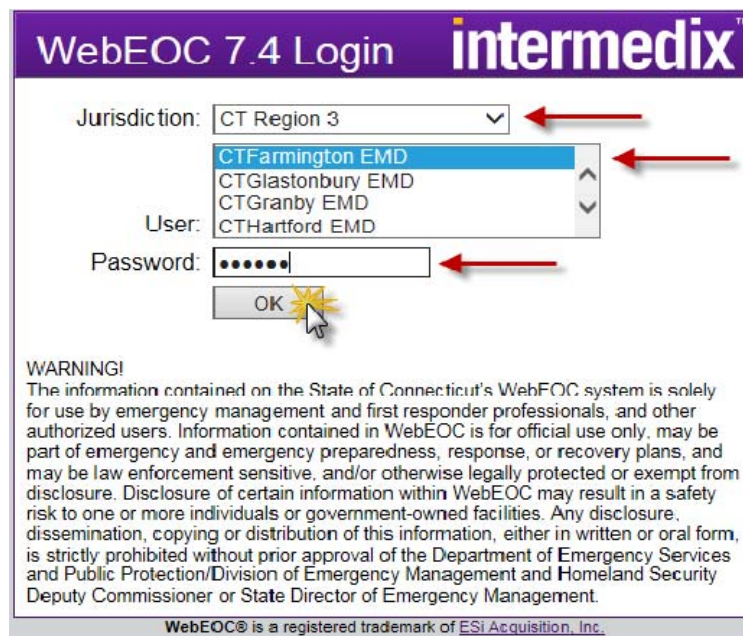 WebEOC 7.4 Login intermedix™
Jurisdiction: CT Region 3
CTFarmington EMD
CTGlastonbury EMD
CTGranby EMD
User: CTHartford EMD
Password: ••••••
OK
WARNING!
The information contained on the State of Connecticut's WebEOC system is solely
for use by emergency management and first responder professionals, and other
authorized users. Information contained in WebEOC is for official use only, may be
part of emergency and emergency preparedness, response, or recovery plans, and
may be law enforcement sensitive, and/or otherwise legally protected or exempt from
disclosure. Disclosure of certain information within WebEOC may result in a safety
risk to one or more individuals or government-owned facilities. Any disclosure,
dissemination, copying or distribution of this information, either in written or oral form,
is strictly prohibited without prior approval of the Department of Emergency Services
and Public Protection/Division of Emergency Management and Homeland Security
Deputy Commissioner or State Director of Emergency Management.
WebEOC® is a registered trademark of ESi Acquisition, Inc.